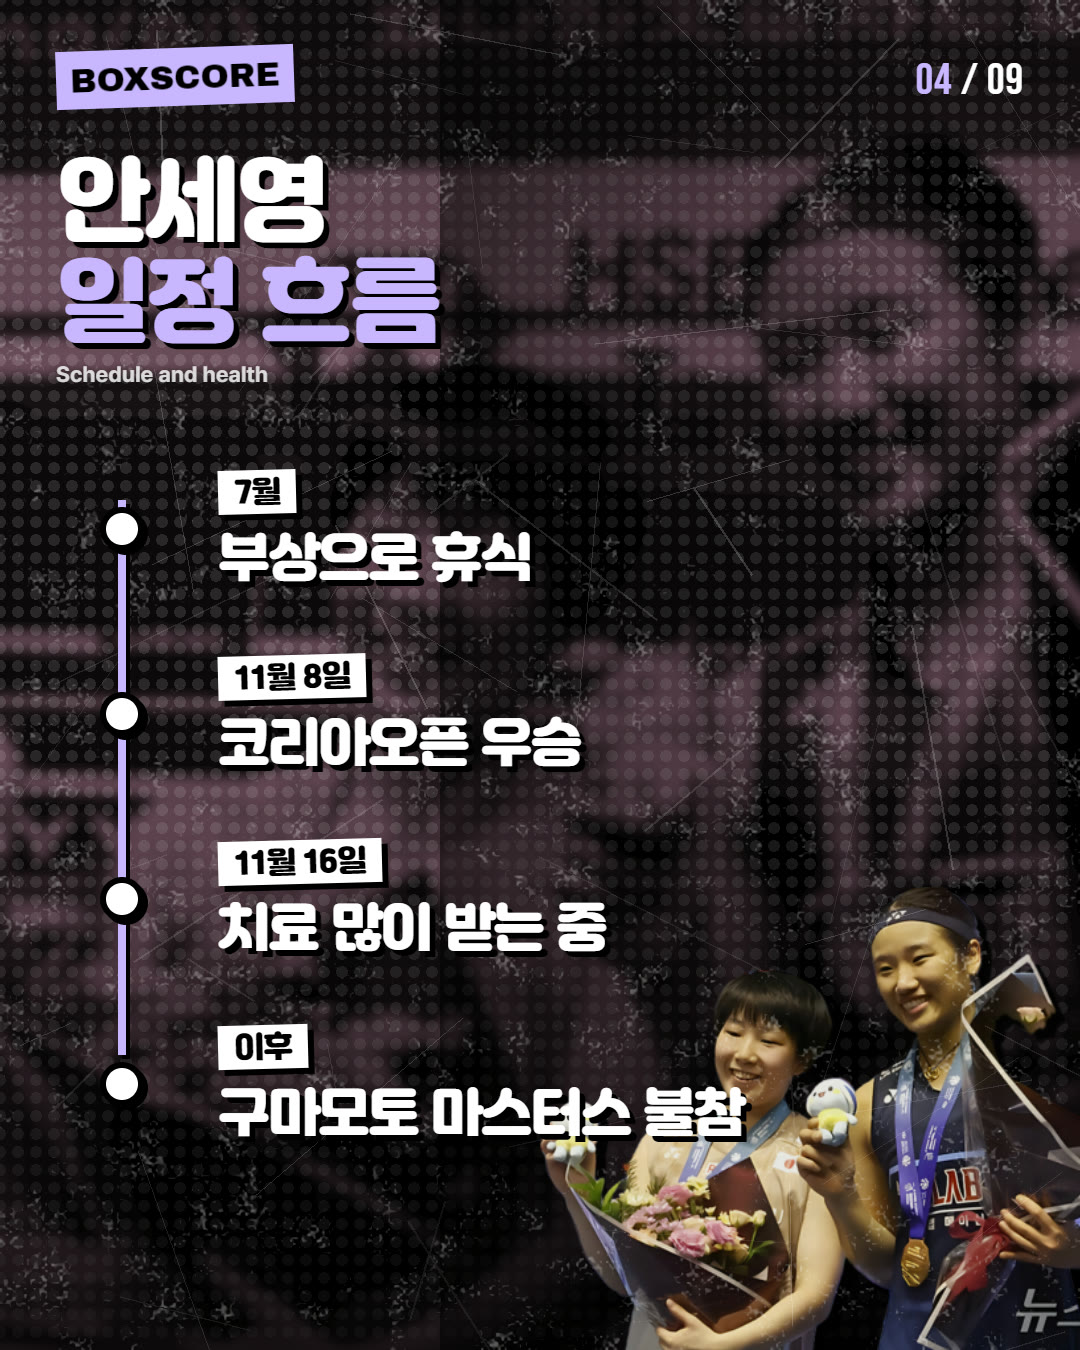 BOXSCORE
04 / 09
안세영
일정 흐름
Schedule and health
7월
부상으로 휴식
11월 8일
코리아오픈 우승
11월 16일
치료 많이 받는 중
이후
구마모토 마스터스 불참
LAB
뉴스